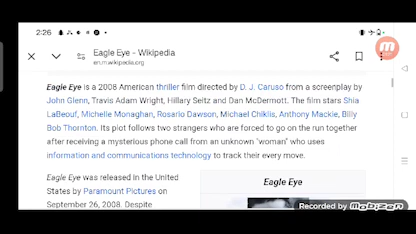 2:26
Eagle Eye - Wikipedia
en.m.wikipedia.org
Eagle Eye is a 2008 American thriller film directed by D. J. Caruso from a screenplay by
John Glenn, Travis Adam Wright, Hillary Seitz and Dan McDermott. The film stars Shia
LaBeouf, Michelle Monaghan, Rosario Dawson, Michael Chiklis, Anthony Mackie, Billy
Bob Thornton. Its plot follows two strangers who are forced to go on the run together
after receiving a mysterious phone call from an unknown 'woman' who uses
information and communications technology to track their every move.
Eagle Eye was released in the United
States by Paramount Pictures on
September 26, 2008. Despite
Eagle Eye
Recorded by Mobizen